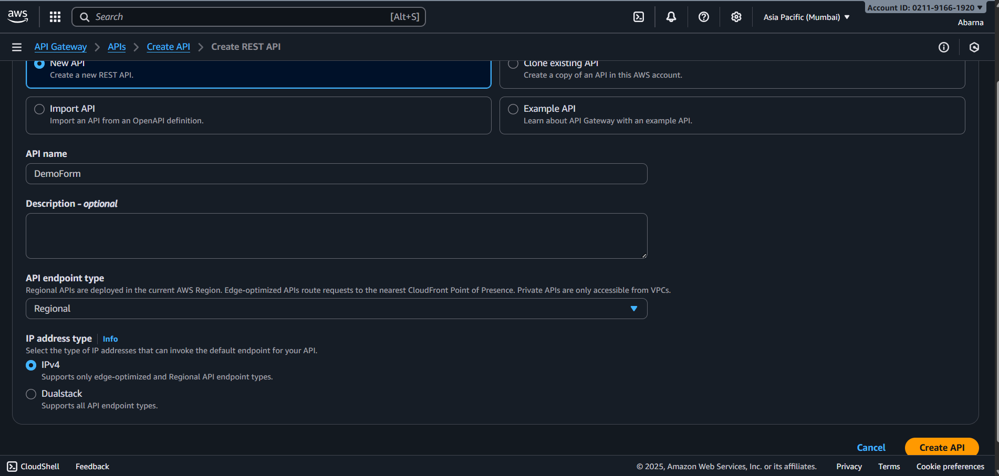 aws
Search [Alt+S]
Asia Pacific (Mumbai)
Account ID: 0211-9166-1920
Abarna
API Gateway
APIs
Create API
Create REST API
New API
Create a new REST API.
Clone existing API
Create a copy of an API in this AWS account.
Import API
Import an API from an OpenAPI definition.
Example API
Learn about API Gateway with an example API.
API name
DemoForm
Description - optional
API endpoint type
Regional APIs are deployed in the current AWS Region. Edge-optimized APIs route requests to the nearest CloudFront Point of Presence. Private APIs are only accessible from VPCs.
Regional
IP address type Info
Select the type of IP addresses that can invoke the default endpoint for your API.
IPv4
Supports only edge-optimized and Regional API endpoint types.
Dualstack
Supports all API endpoint types.
Cancel
Create API
CloudShell
Feedback
© 2025, Amazon Web Services, Inc. or its affiliates.
Privacy
Terms
Cookie preferences